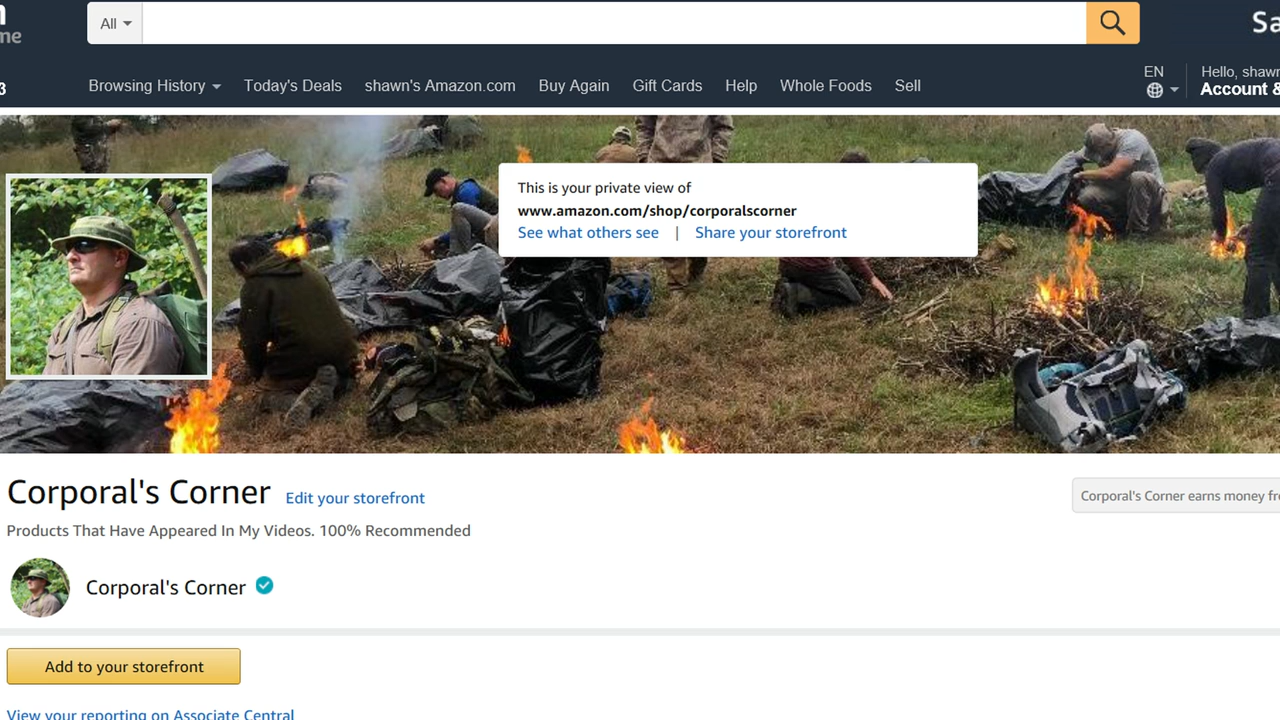 All
Browsing History
Today's Deals
shawn's Amazon.com
Buy Again
Gift Cards
Help
Whole Foods
Sell
EN
Hello, shawn
Account &
This is your private view of
www.amazon.com/shop/corporalscorner
See what others see | Share your storefront
Corporal's Corner
Edit your storefront
Corporal's Corner earns money
Products That Have Appeared In My Videos. 100% Recommended
Corporal's Corner
Add to your storefront
View your reporting on Associate Central